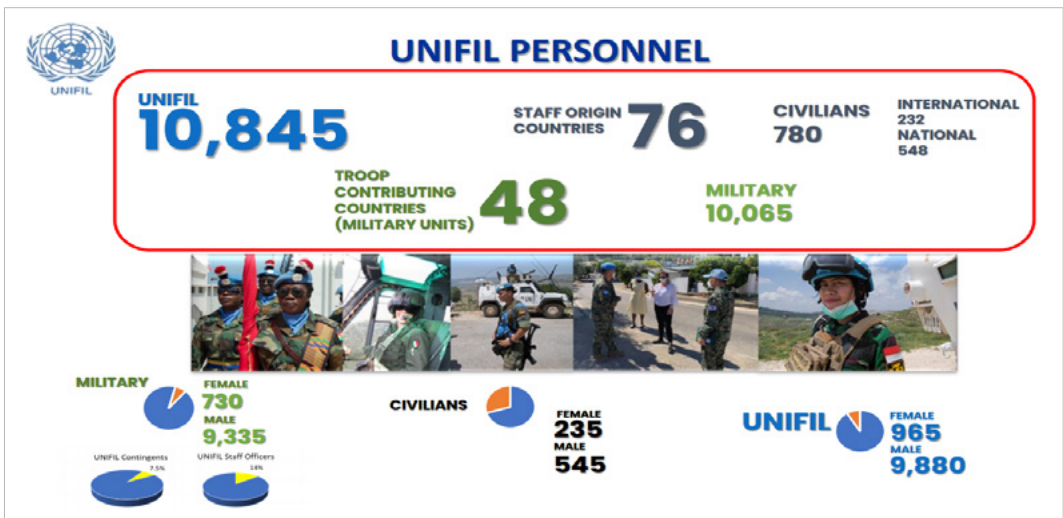 UNIFIL PERSONNEL
UNIFIL
UNIFIL
10,845
STAFF ORIGIN
COUNTRIES
76
CIVILIANS
780
INTERNATIONAL
232
NATIONAL
548
TROOP
CONTRIBUTING
COUNTRIES
(MILITARY UNITS)
48
MILITARY
10,065
MILITARY
FEMALE
730
MALE
9,335
UNIFIL Contingents
7.5%
UNIFIL Staff Officers
14%
CIVILIANS
FEMALE
235
MALE
545
UNIFIL
FEMALE
965
MALE
9,880